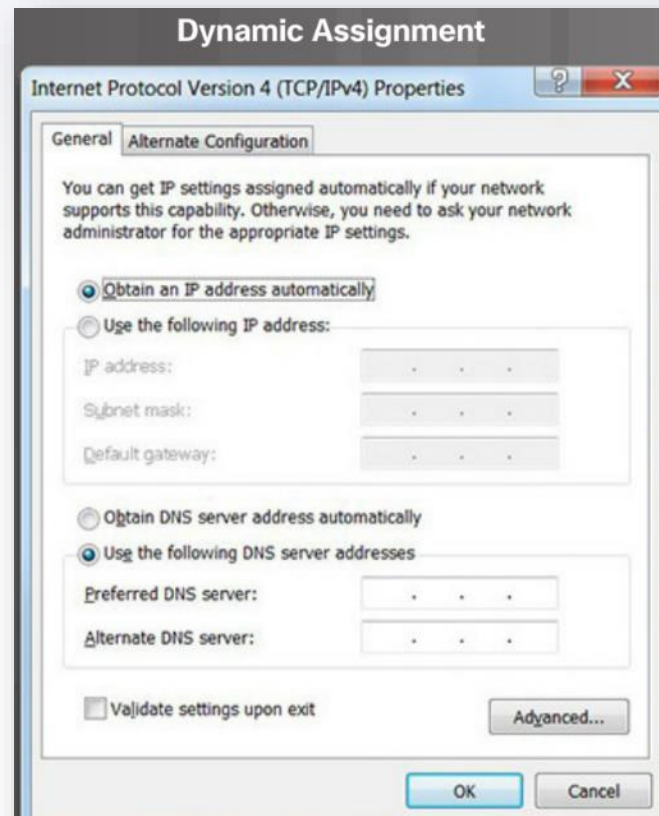 Dynamic Assignment
Internet Protocol Version 4 (TCP/IPv4) Properties
General
Alternate Configuration
You can get IP settings assigned automatically if your network
supports this capability. Otherwise, you need to ask your network
administrator for the appropriate IP settings.
Obtain an IP address automatically
Use the following IP address:
IP address:
Subnet mask:
Default gateway:
Obtain DNS server address automatically
Use the following DNS server addresses
Preferred DNS server:
Alternate DNS server:
Validate settings upon exit
Advanced...
OK
Cancel